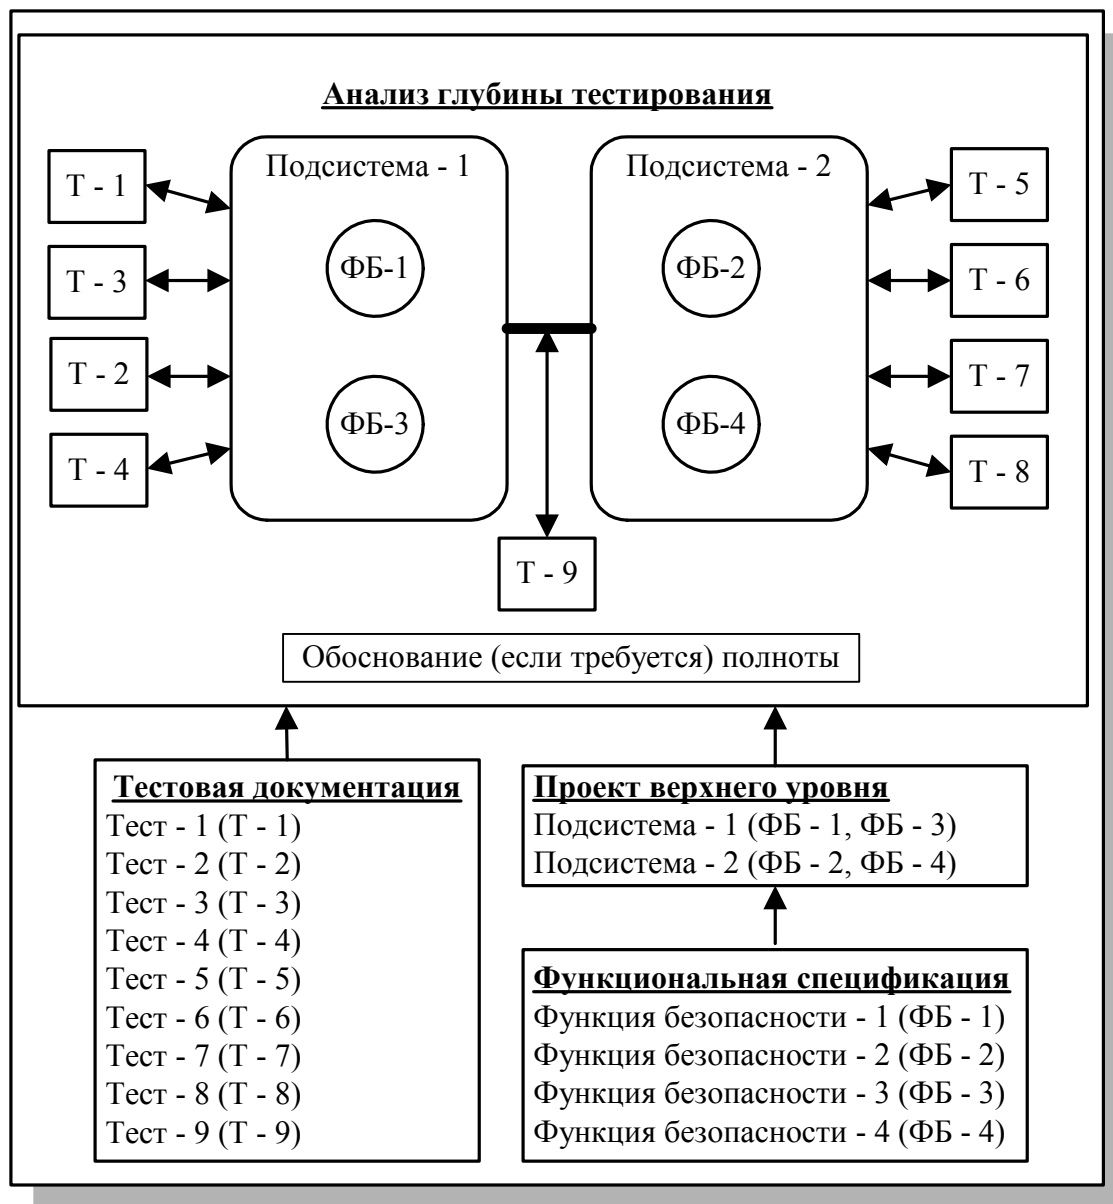 Анализ глубины тестирования
Подсистема - 1
Подсистема - 2
Т - 1
Т - 5
ФБ-1
ФБ-2
Т - 3
Т - 6
Т - 2
Т - 7
ФБ-3
ФБ-4
Т - 4
Т - 8
Т - 9
Обоснование (если требуется) полноты
Тестовая документация
Тест - 1 (Т - 1)
Тест - 2 (Т - 2)
Тест - 3 (Т - 3)
Тест - 4 (Т - 4)
Тест - 5 (Т - 5)
Тест - 6 (Т - 6)
Тест - 7 (Т - 7)
Тест - 8 (Т - 8)
Тест - 9 (Т - 9)
Проект верхнего уровня
Подсистема - 1 (ФБ - 1, ФБ - 3)
Подсистема - 2 (ФБ - 2, ФБ - 4)
Функциональная спецификация
Функция безопасности - 1 (ФБ - 1)
Функция безопасности - 2 (ФБ - 2)
Функция безопасности - 3 (ФБ - 3)
Функция безопасности - 4 (ФБ - 4)